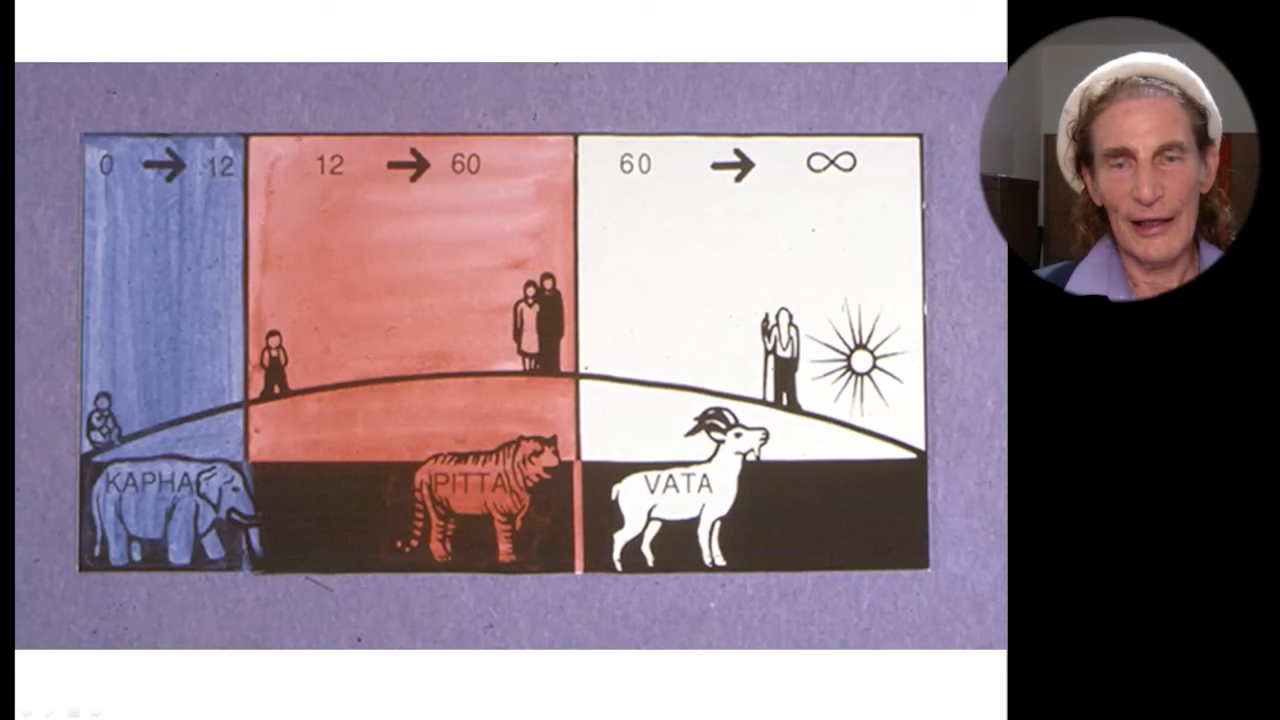 0 → 12
12 → 60
60 → ∞
KAPHA
PITTA
VATA